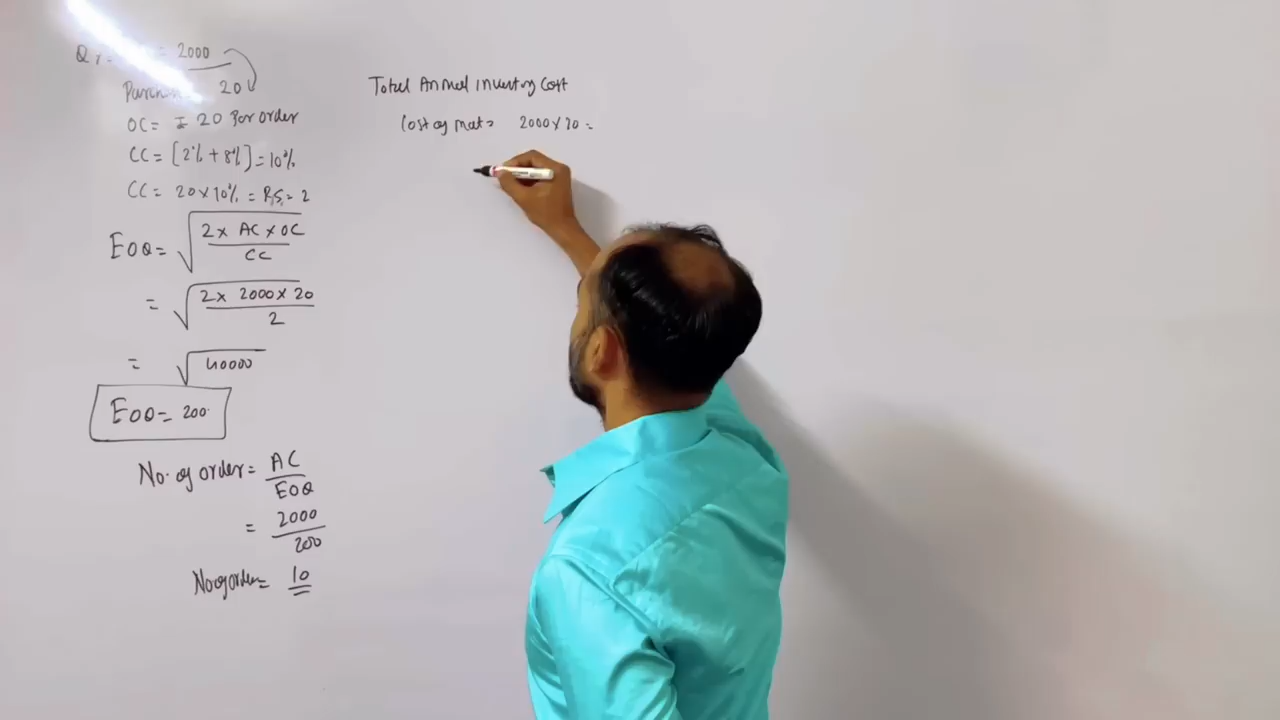 Q = 2000
20
OC = 20 Per order
CC = [2% + 8%] = 10%
CC = 20 x 10% = Rs. 2
EOQ = √ 2 x AC x OC / CC
= √ 2 x 2000 x 20 / 2
= √ 40000
EOQ = 200
No. of order = AC / EOQ
= 2000 / 200
No of order = 10
Total Annual Inventory Cost
Cost of mat = 2000 x 20 =